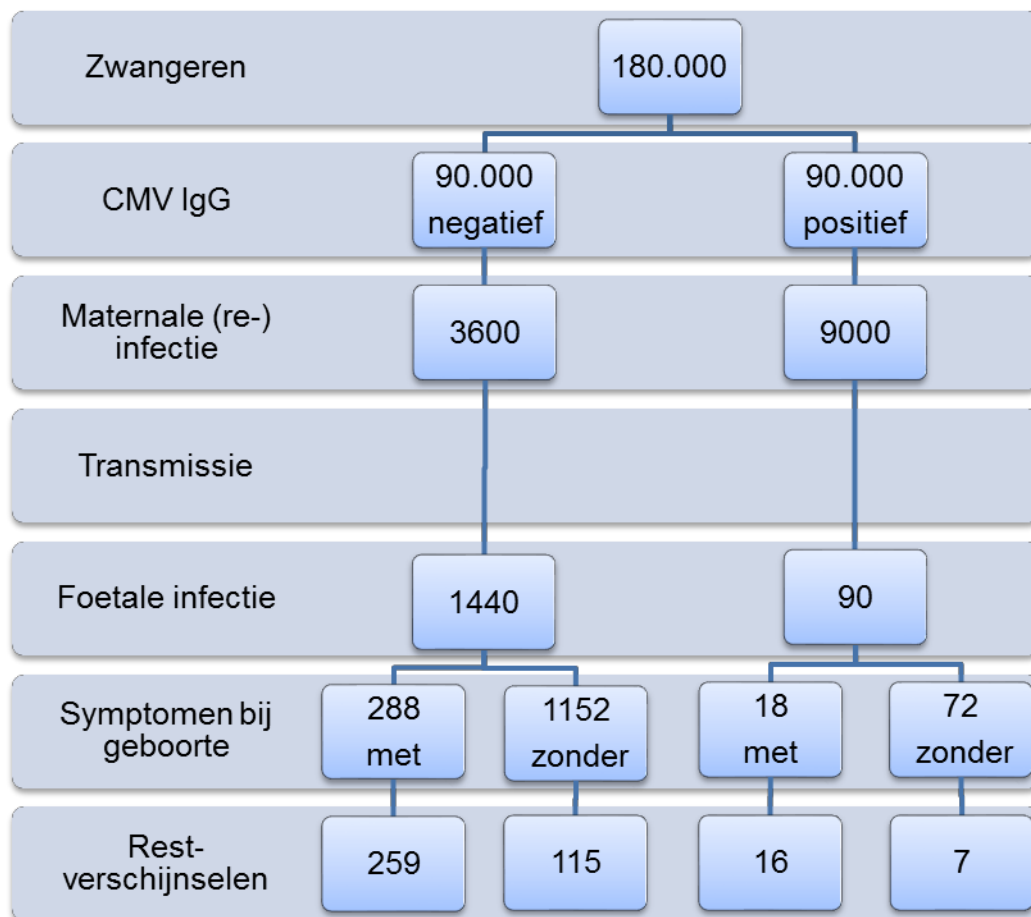 Zwangeren
180.000
CMV IgG
90.000
negatief
90.000
positief
Maternale (re-)
infectie
3600
9000
Transmissie
Foetale infectie
1440
90
Symptomen bij
geboorte
288
met
1152
zonder
18
met
72
zonder
Rest-
verschijnselen
259
115
16
7